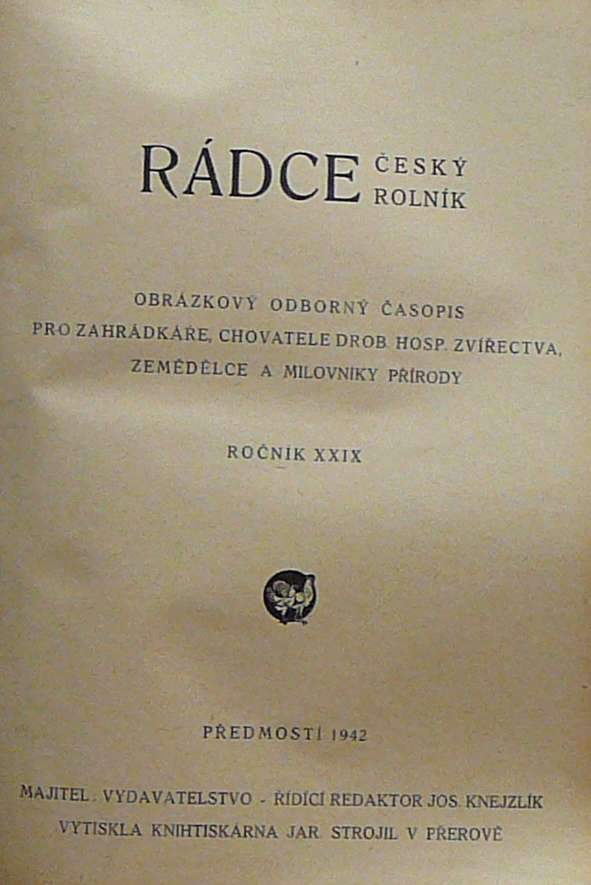 RÁDCE ČESKÝ ROLNÍK
OBRÁZKOVÝ ODBORNÝ ČASOPIS
PRO ZAHRÁDKÁŘE, CHOVATELE DROB. HOSP. ZVÍŘECTVA,
ZEMĚDĚLCE A MILOVNÍKY PŘÍRODY
ROČNÍK XXIX
PŘEDMOSTÍ 1942
MAJITEL, VYDAVATELSTVO - ŘÍDÍCÍ REDAKTOR JOS. KNEJZLÍK
VYTISKLA KNIHTISKÁRNA JAR. STROJIL V PŘEROVĚ